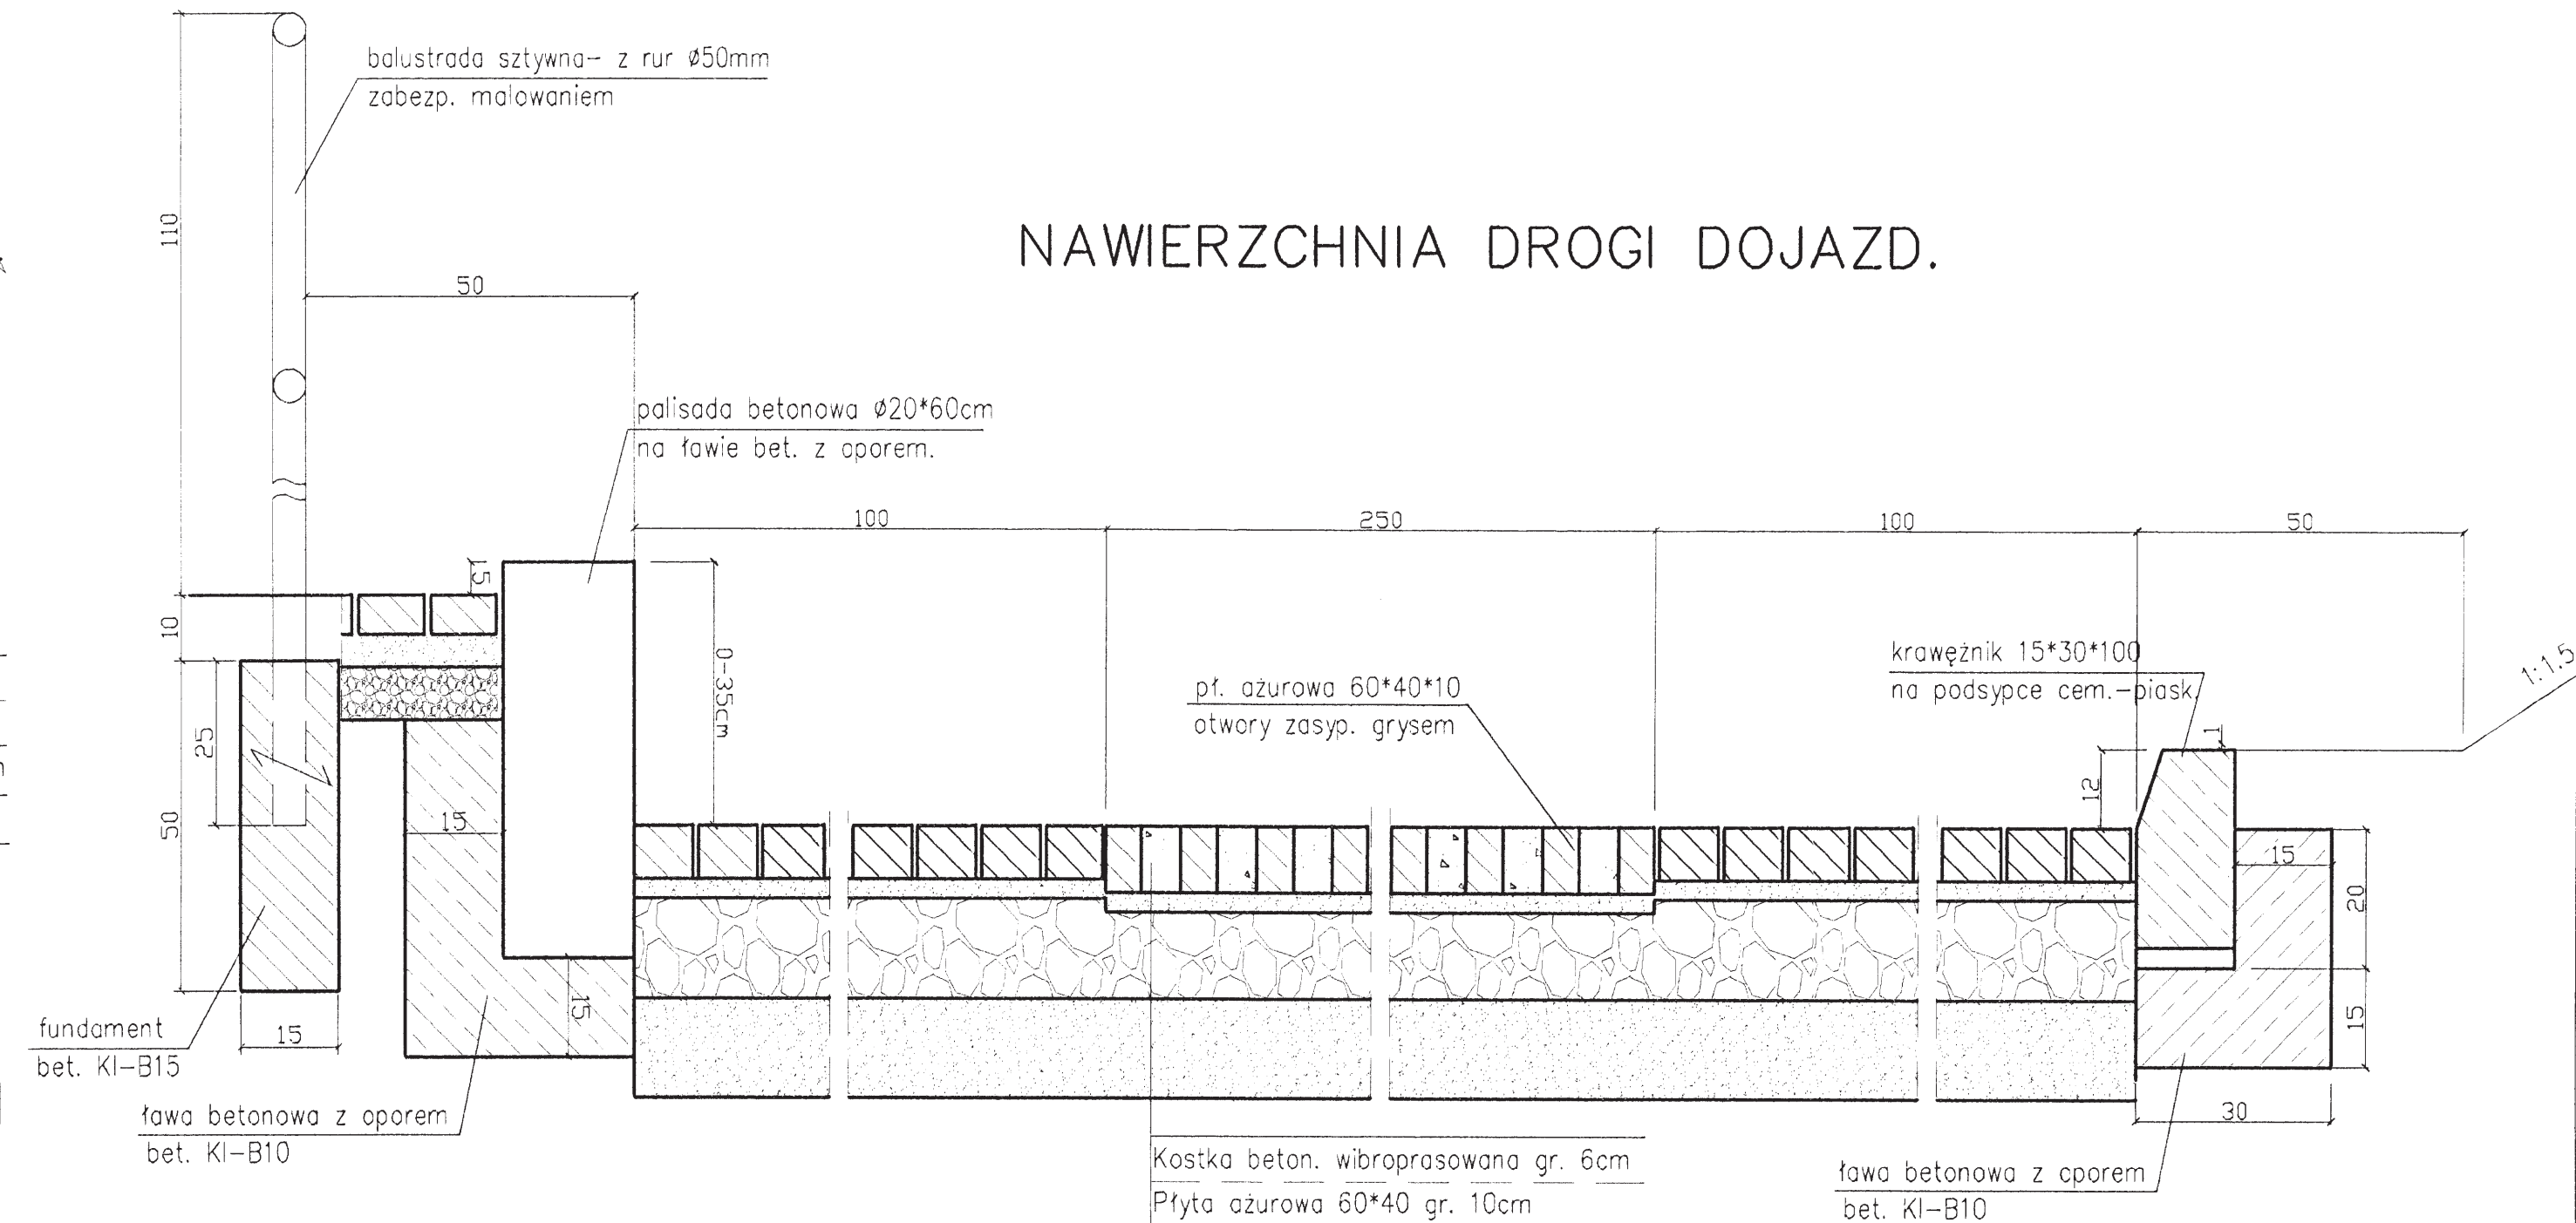 balustrada sztywna- z rur ø50mm
zabezp. malowaniem
110
NAWIERZCHNIA DROGI DOJAZD.
50
palisada betonowa ø20*60cm
na ławie bet. z oporem.
100
250
100
50
5
10
0-35cm
krawężnik 15*30*100
na podsypce cem.-piask.
1:1.5
pł. ażurowa 60*40*10
otwory zasyp. grysem
1
25
12
50
15
15
20
15
15
15
30
fundament
bet. KI-B15
ława betonowa z oporem
bet. KI-B10
Kostka beton. wibroprasowana gr. 6cm
Płyta ażurowa 60*40 gr. 10cm
ława betonowa z oporem
bet. KI-B10